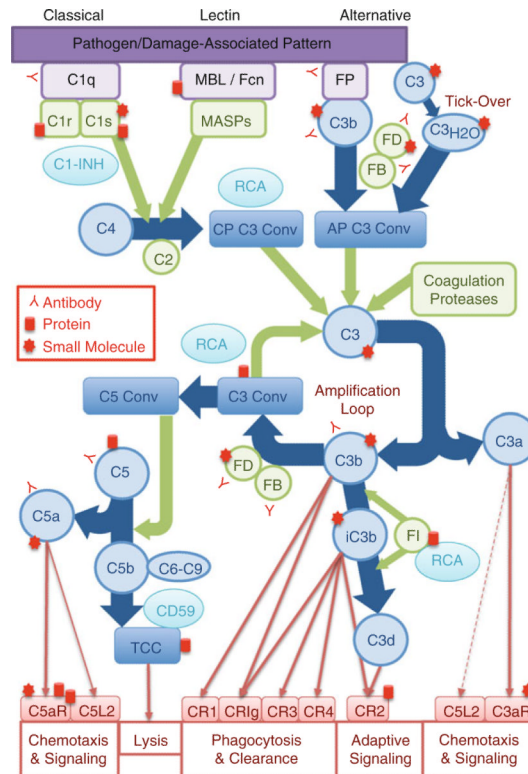 Classical Lectin Alternative
Pathogen/Damage-Associated Pattern
C1q MBL / Fcn FP C3
Tick-Over
C1r C1s MASPs C3b FD C3H2O
FB
C1-INH
RCA
C4 CP C3 Conv AP C3 Conv
C2
Coagulation
Proteases
Antibody
Protein
Small Molecule
C3
RCA
C5 Conv C3 Conv
Amplification
Loop
C3a
C3b
FD
FB
C5
C5a
iC3b FI
RCA
C5b C6-C9
CD59
C3d
TCC
C5aR C5L2 CR1 CRIg CR3 CR4 CR2 C5L2 C3aR
Chemotaxis
& Signaling
Lysis
Phagocytosis
& Clearance
Adaptive
Signaling
Chemotaxis
& Signaling